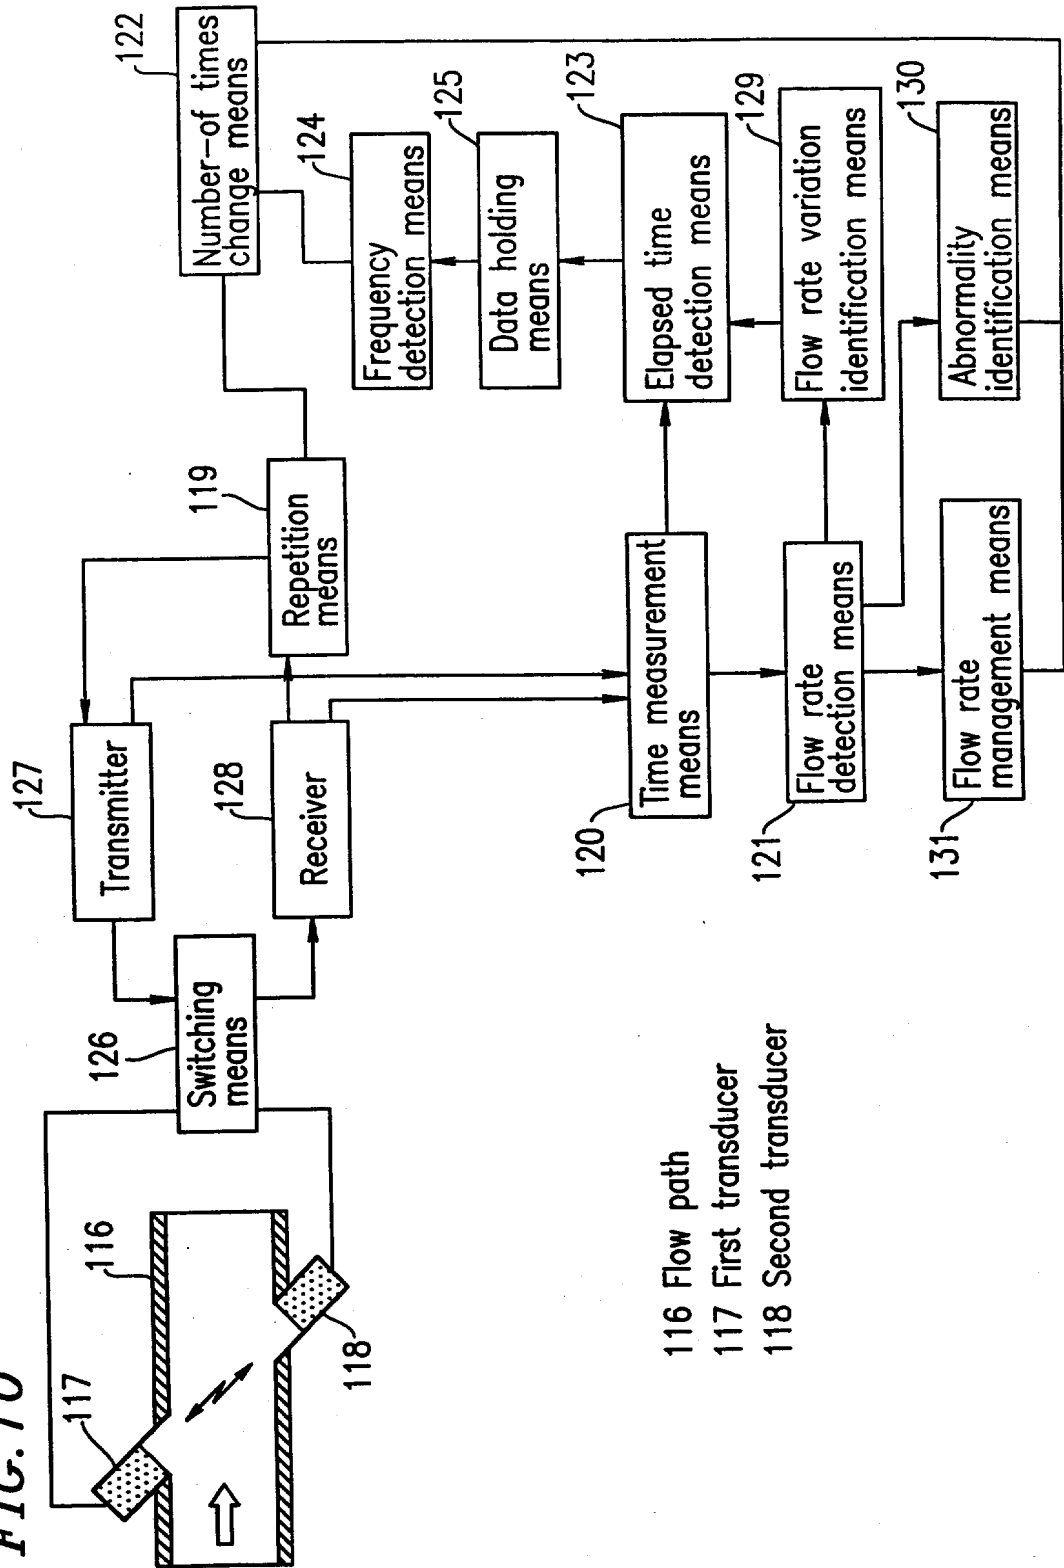 FIG.10
127
Transmitter
117
116
126
Switching
means
128
Receiver
118
119
Repetition
means
122
Number-of times
change means
124
Frequency
detection means
125
Data holding
means
123
Elapsed time
detection means
120
Time measurement
means
129
Flow rate variation
identification means
121
Flow rate
detection means
130
Abnormality
identification means
131
Flow rate
management means
116 Flow path
117 First transducer
118 Second transducer